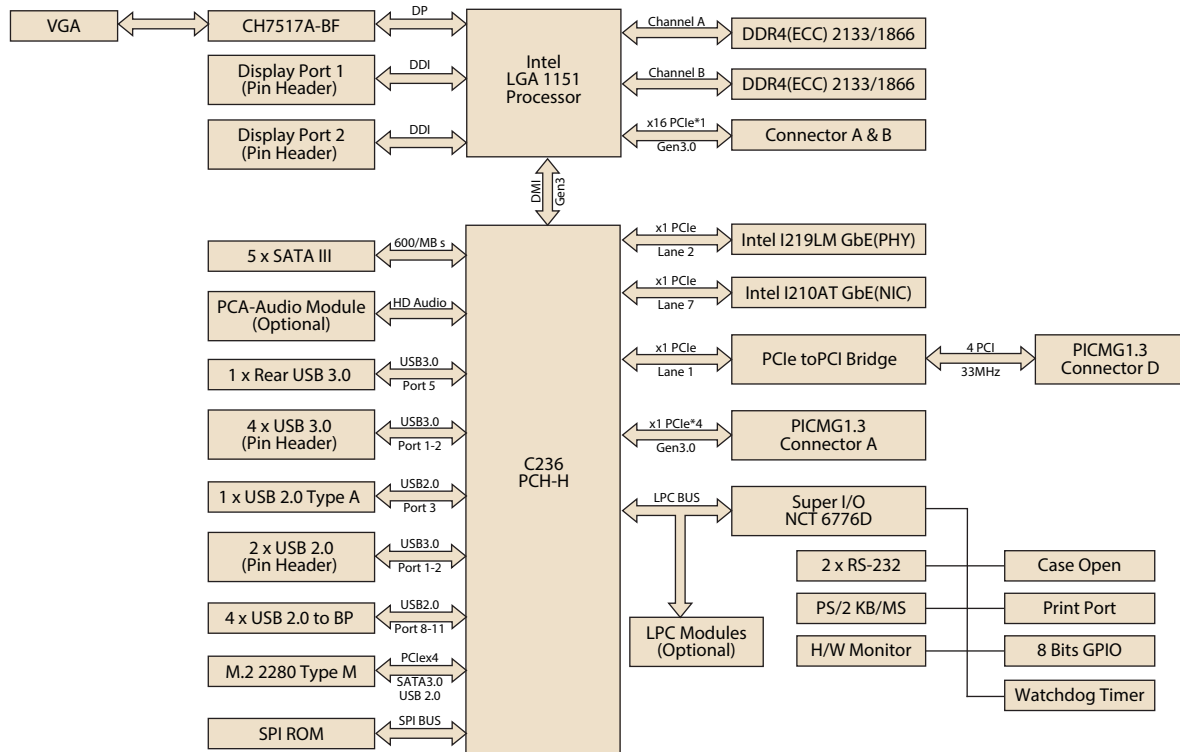 VGA
CH7517A-BF
DP
Display Port 1
(Pin Header)
DDI
Display Port 2
(Pin Header)
DDI
Intel
LGA 1151
Processor
Channel A
DDR4(ECC) 2133/1866
Channel B
DDR4(ECC) 2133/1866
x16 PCIe*1
Gen3.0
Connector A & B
DMI
Gen3
5 x SATA III
600/MB s
PCA-Audio Module
(Optional)
HD Audio
1 x Rear USB 3.0
USB3.0
Port 5
4 x USB 3.0
(Pin Header)
USB3.0
Port 1-2
1 x USB 2.0 Type A
USB2.0
Port 3
2 x USB 2.0
(Pin Header)
USB3.0
Port 1-2
4 x USB 2.0 to BP
USB2.0
Port 8-11
M.2 2280 Type M
PCIex4
SATA3.0
USB 2.0
SPI ROM
SPI BUS
C236
PCH-H
x1 PCIe
Lane 2
Intel I219LM GbE(PHY)
x1 PCIe
Lane 7
Intel I210AT GbE(NIC)
x1 PCIe
Lane 1
PCIe toPCI Bridge
4 PCI
33MHz
PICMG1.3
Connector D
x1 PCIe*4
Gen3.0
PICMG1.3
Connector A
LPC BUS
Super I/O
NCT 6776D
LPC Modules
(Optional)
2 x RS-232
Case Open
PS/2 KB/MS
Print Port
H/W Monitor
8 Bits GPIO
Watchdog Timer